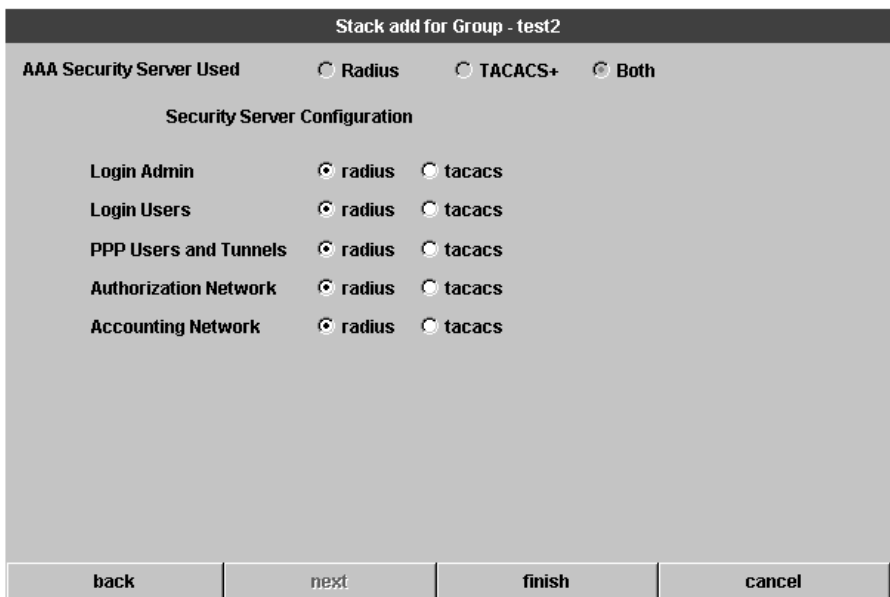 Stack add for Group - test2
AAA Security Server Used Radius TACACS+ Both
Security Server Configuration
Login Admin radius tacacs
Login Users radius tacacs
PPP Users and Tunnels radius tacacs
Authorization Network radius tacacs
Accounting Network radius tacacs
back next finish cancel